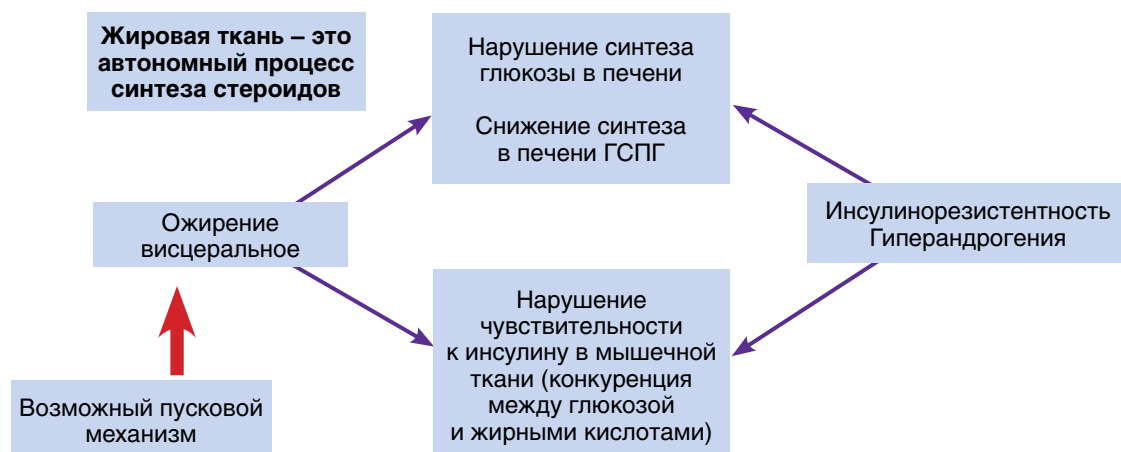 Жировая ткань – это
автономный процесс
синтеза стероидов
Нарушение синтеза
глюкозы в печени
Снижение синтеза
в печени ГСПГ
Ожирение
висцеральное
Инсулинорезистентность
Гиперандрогения
Нарушение
чувствительности
к инсулину в мышечной
ткани (конкуренция
между глюкозой
и жирными кислотами)
Возможный пусковой
механизм